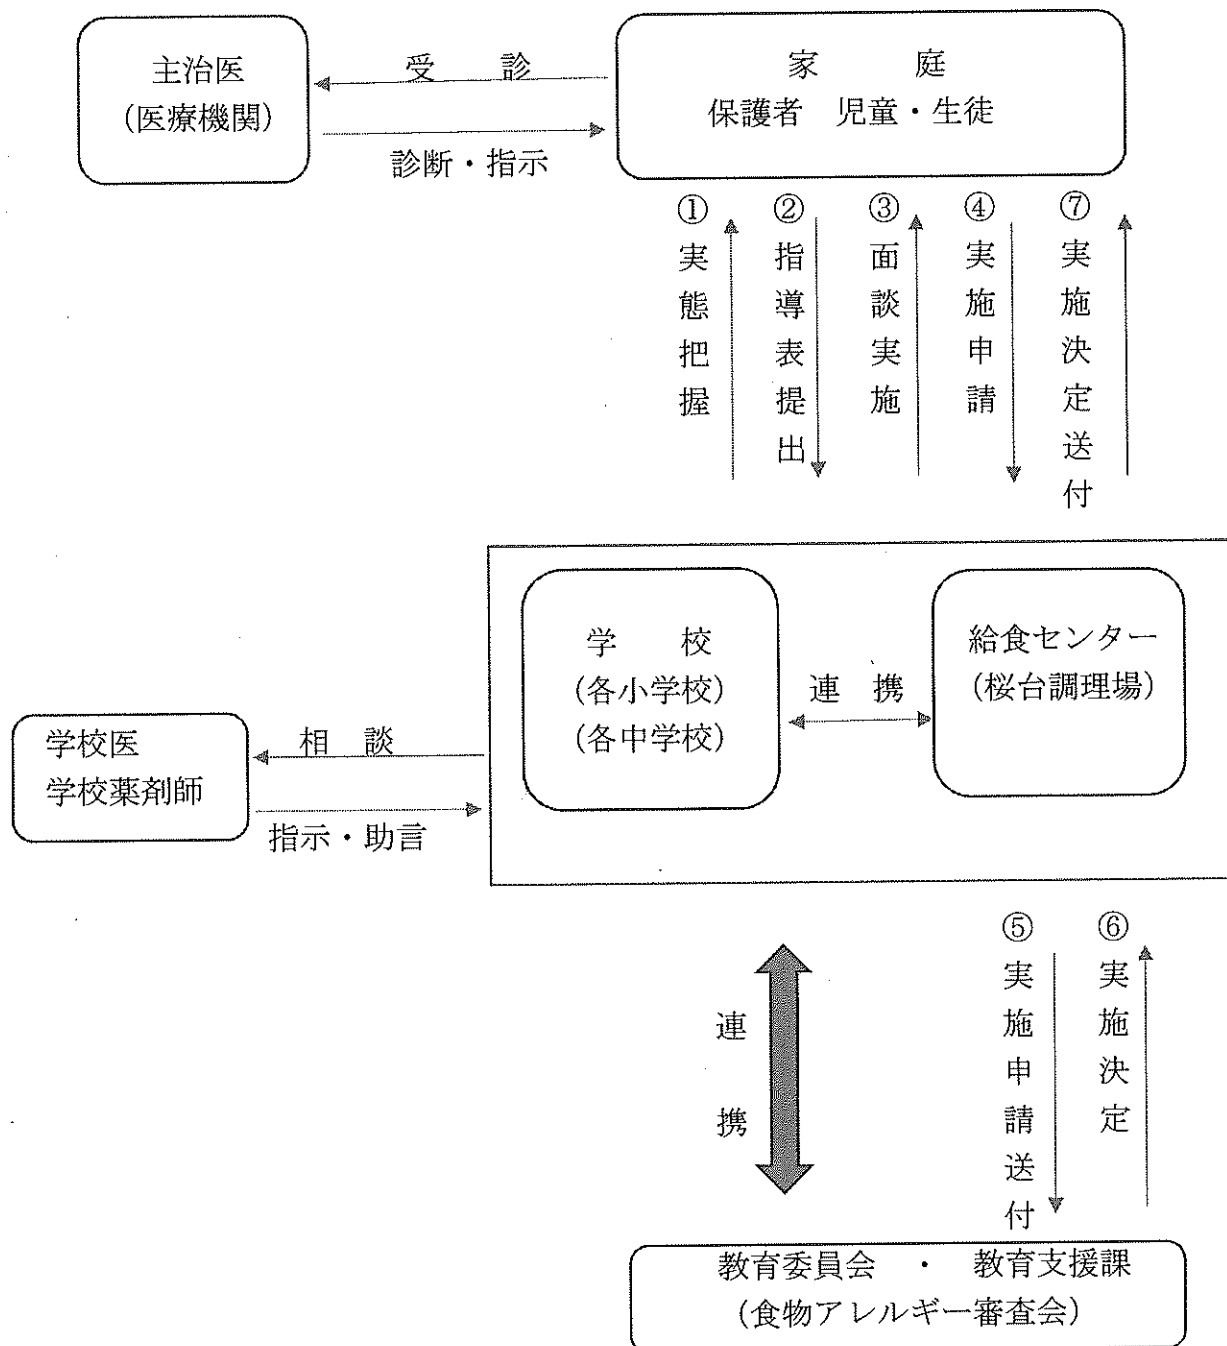 主治医
(医療機関)
受　診
診断・指示
家　庭
保護者　児童・生徒
①実態把握
②指導表提出
③面談実施
④実施申請
⑦実施決定送付
学　校
(各小学校)
(各中学校)
連　携
給食センター
(桜台調理場)
学校医
学校薬剤師
相　談
指示・助言
連携
⑤実施申請送付
⑥実施決定
教育委員会　・　教育支援課
(食物アレルギー審査会)